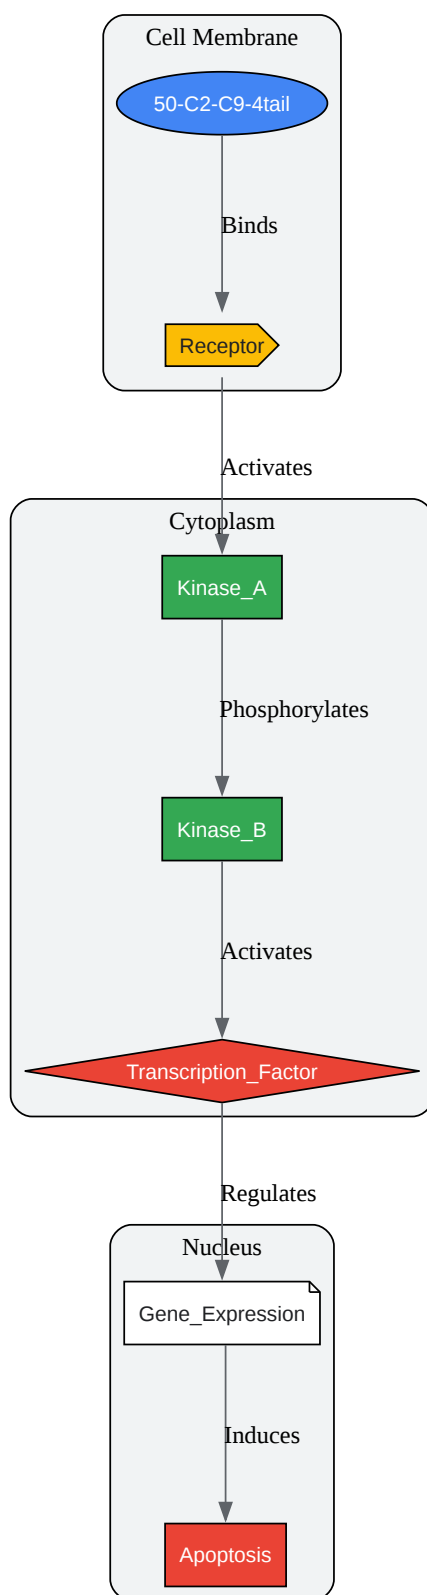 Cell Membrane
50-C2-C9-4tail
Binds
Receptor
Activates
Cytoplasm
Kinase_A
Phosphorylates
Kinase_B
Activates
Transcription_Factor
Regulates
Nucleus
Gene_Expression
Induces
Apoptosis